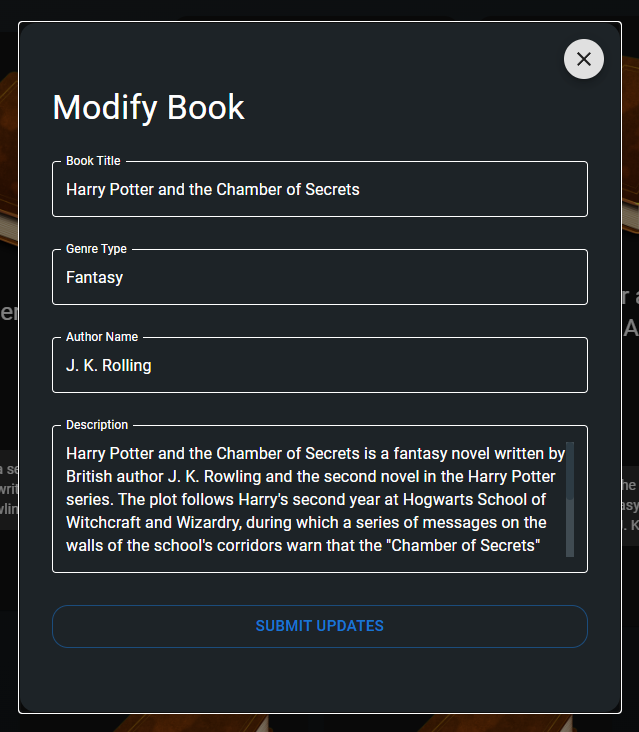 Modify Book
Book Title
Harry Potter and the Chamber of Secrets
Genre Type
Fantasy
Author Name
J. K. Rolling
Description
Harry Potter and the Chamber of Secrets is a fantasy novel written by
British author J. K. Rowling and the second novel in the Harry Potter
series. The plot follows Harry's second year at Hogwarts School of
Witchcraft and Wizardry, during which a series of messages on the
walls of the school's corridors warn that the "Chamber of Secrets"
SUBMIT UPDATES